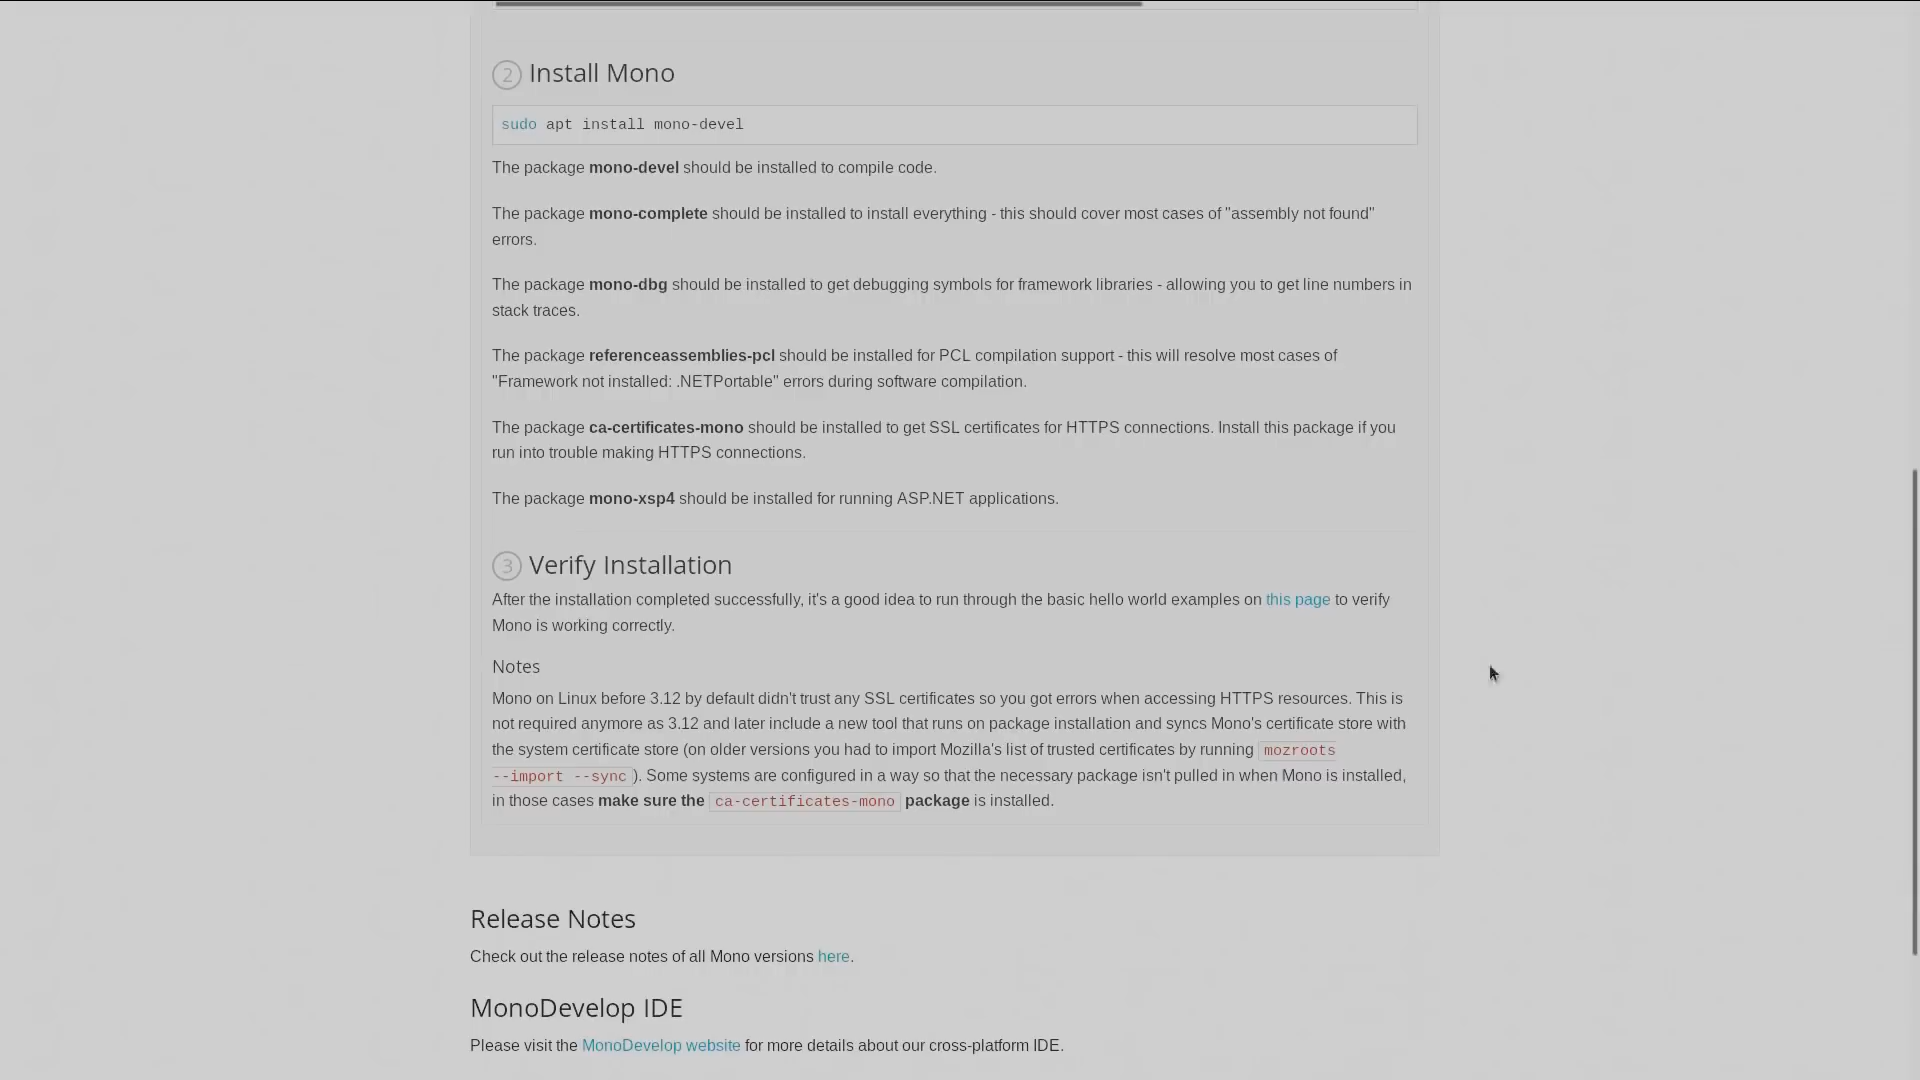 2 Install Mono
sudo apt install mono-devel
The package mono-devel should be installed to compile code.
The package mono-complete should be installed to install everything - this should cover most cases of "assembly not found"
errors.
The package mono-dbg should be installed to get debugging symbols for framework libraries - allowing you to get line numbers in
stack traces.
The package referenceassemblies-pcl should be installed for PCL compilation support - this will resolve most cases of
"Framework not installed: .NETPortable" errors during software compilation.
The package ca-certificates-mono should be installed to get SSL certificates for HTTPS connections. Install this package if you
run into trouble making HTTPS connections.
The package mono-xsp4 should be installed for running ASP.NET applications.
3 Verify Installation
After the installation completed successfully, it's a good idea to run through the basic hello world examples on this page to verify
Mono is working correctly.
Notes
Mono on Linux before 3.12 by default didn't trust any SSL certificates so you got errors when accessing HTTPS resources. This is
not required anymore as 3.12 and later include a new tool that runs on package installation and syncs Mono's certificate store with
the system certificate store (on older versions you had to import Mozilla's list of trusted certificates by running mozroots
--import --sync). Some systems are configured in a way so that the necessary package isn't pulled in when Mono is installed,
in those cases make sure the ca-certificates-mono package is installed.
Release Notes
Check out the release notes of all Mono versions here.
MonoDevelop IDE
Please visit the MonoDevelop website for more details about our cross-platform IDE.